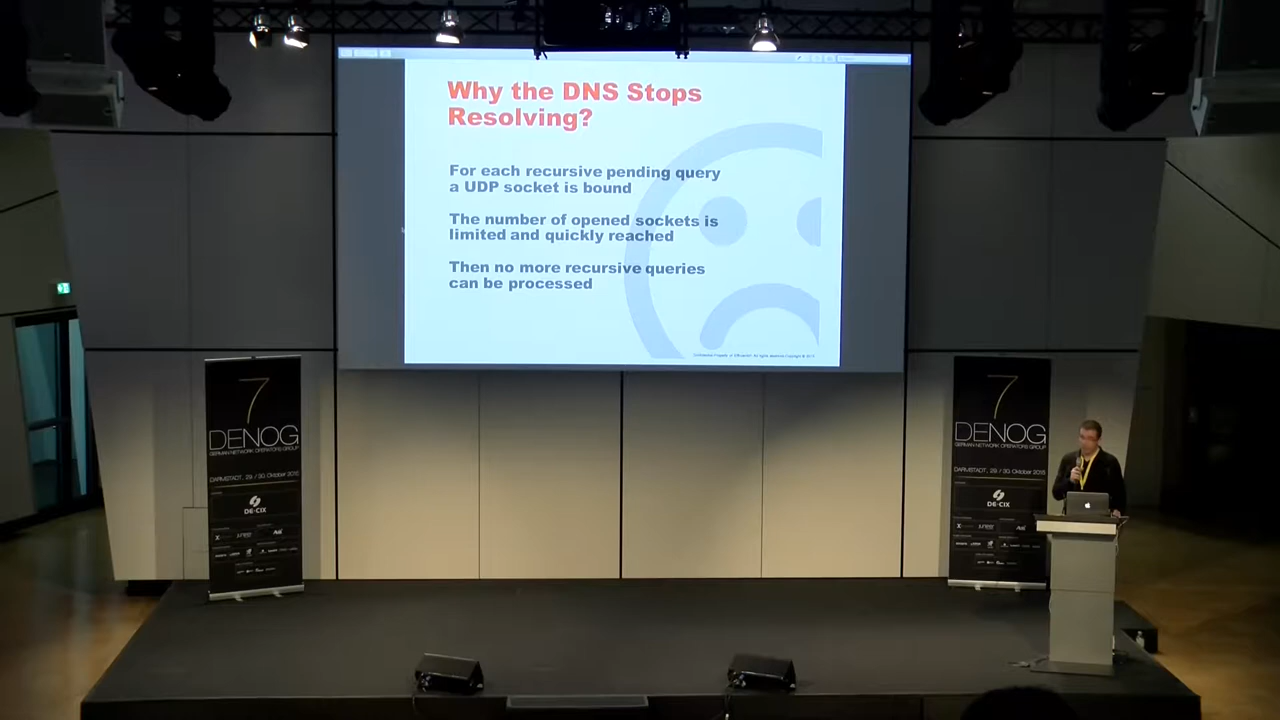 Why the DNS Stops
Resolving?
For each recursive pending query
a UDP socket is bound
The number of opened sockets is
limited and quickly reached
Then no more recursive queries
can be processed
7
DENOG
GERMAN NETWORK OPERATORS GROUP
DARMSTADT, 29. / 30. Oktober 2015
DE-CIX
7
DENOG
GERMAN NETWORK OPERATORS GROUP
DARMSTADT, 29. / 30. Oktober 2015
DE-CIX